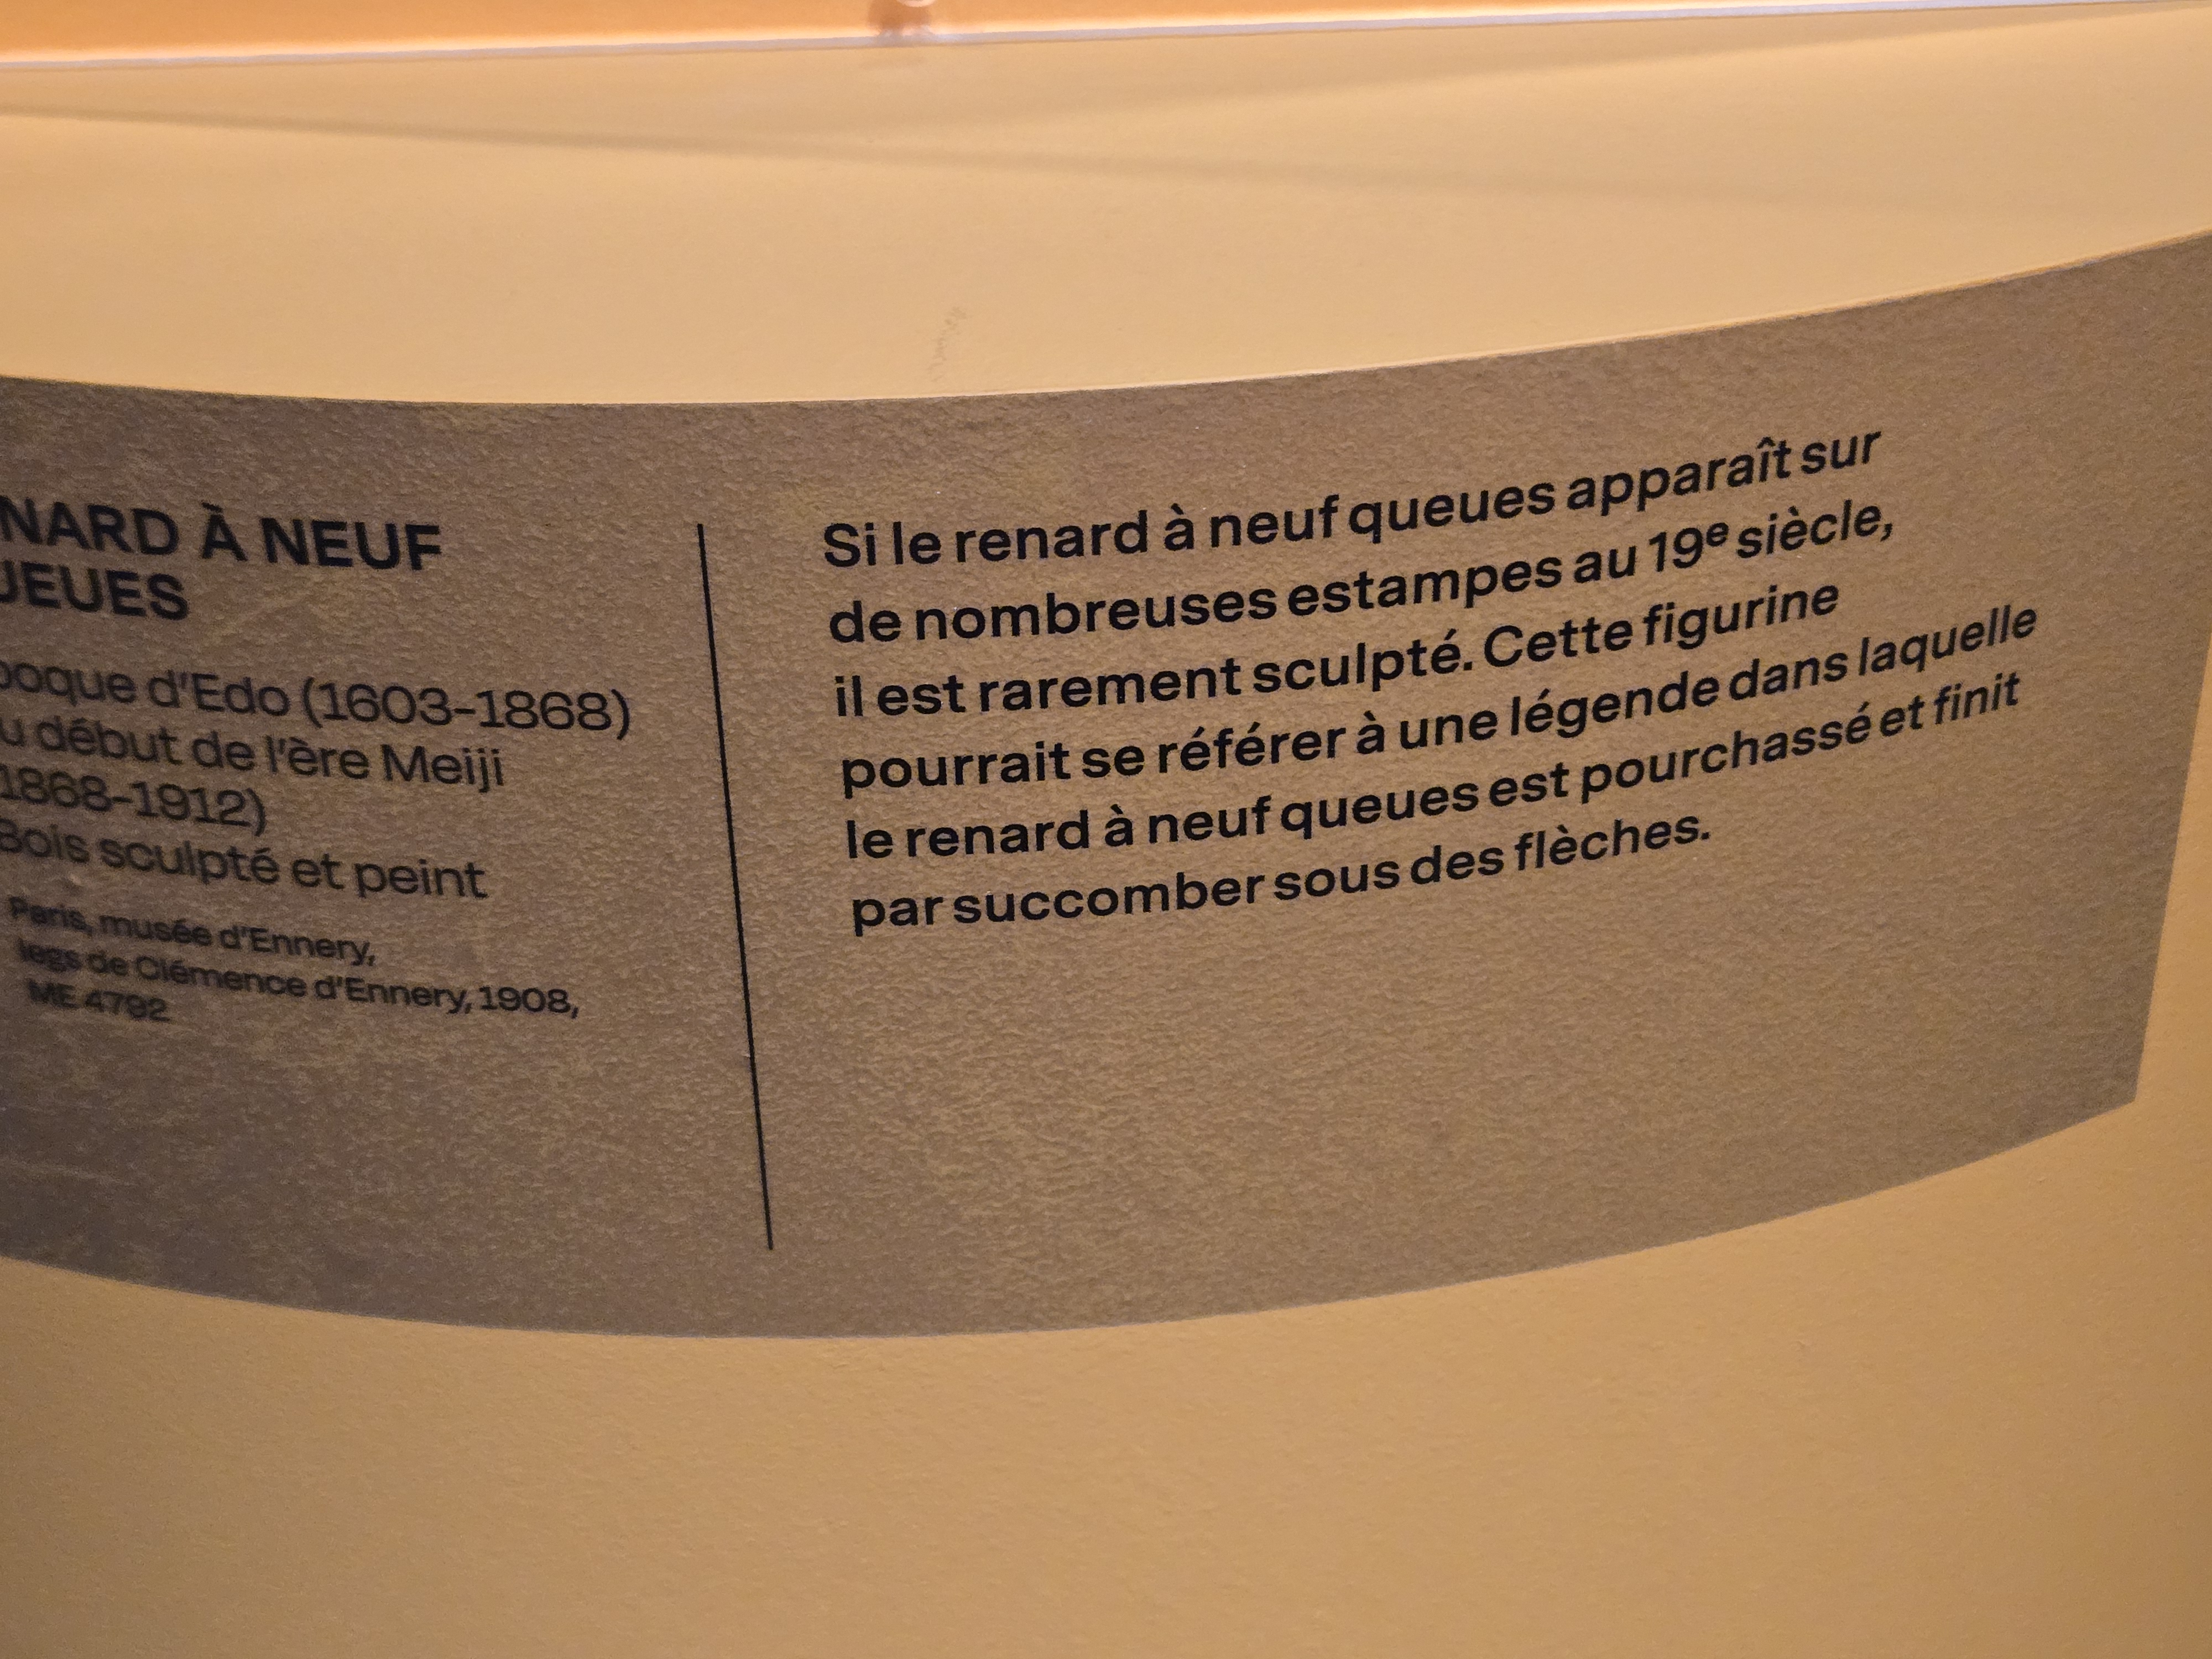 NARD À NEUF
UEUES
poque d'Edo (1603-1868)
u début de l'ère Meiji
1868-1912)
Bois sculpté et peint
Paris, musée d'Ennery,
legs de Clémence d'Ennery, 1908,
ME 4792
Si le renard à neuf queues apparaît sur
de nombreuses estampes au 19e siècle,
il est rarement sculpté. Cette figurine
pourrait se référer à une légende dans laquelle
le renard à neuf queues est pourchassé et finit
par succomber sous des flèches.